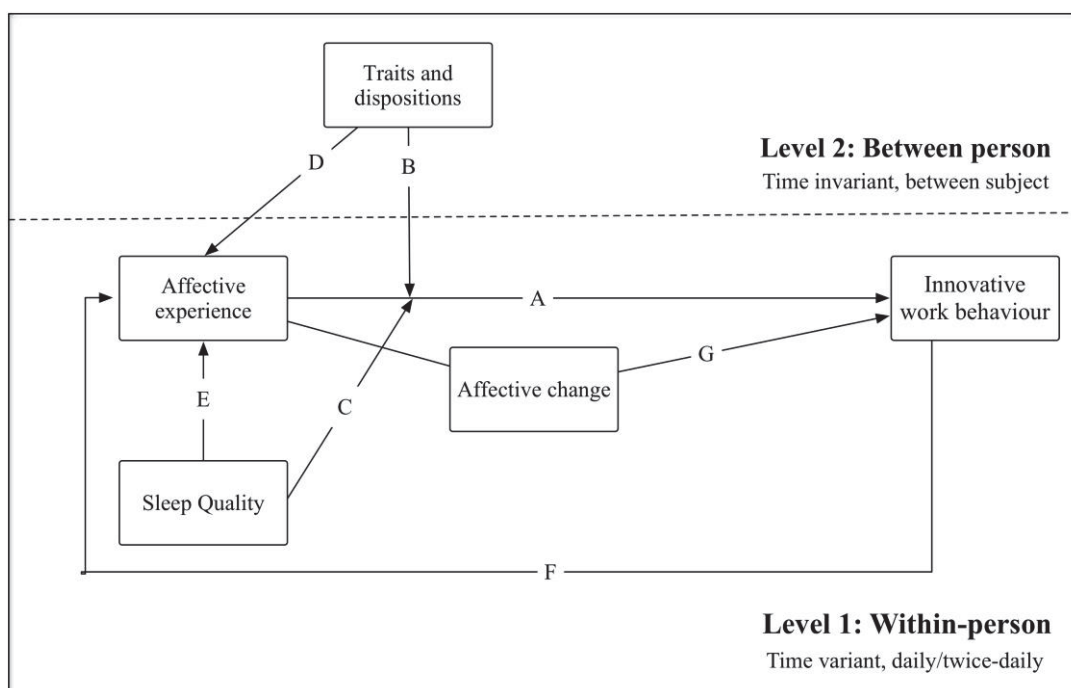 Traits and
dispositions
Level 2: Between person
Time invariant, between subject
D
B
Affective
experience
A
Innovative
work behaviour
Affective change
G
E
C
Sleep Quality
F
Level 1: Within-person
Time variant, daily/twice-daily